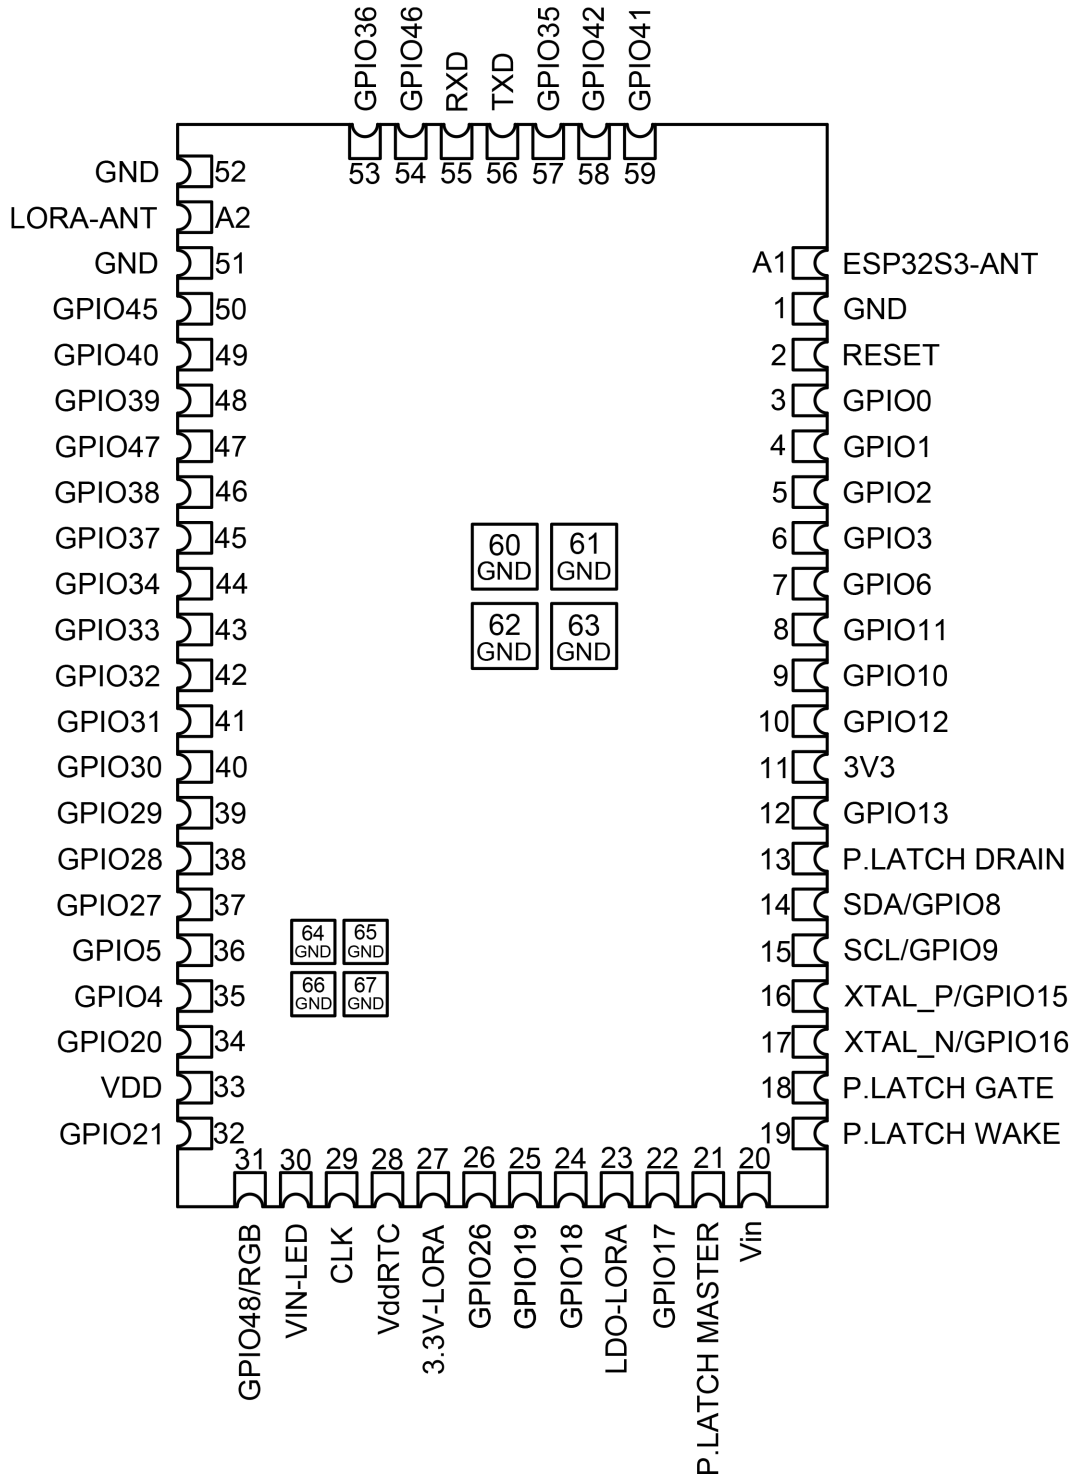 GPIO36
GPIO46
RXD
TXD
GPIO35
GPIO42
GPIO41
53
54
55
56
57
58
59
GND 52
LORA-ANT A2
GND 51
GPIO45 50
GPIO40 49
GPIO39 48
GPIO47 47
GPIO38 46
GPIO37 45
GPIO34 44
GPIO33 43
GPIO32 42
GPIO31 41
GPIO30 40
GPIO29 39
GPIO28 38
GPIO27 37
GPIO5 36
GPIO4 35
GPIO20 34
VDD 33
GPIO21 32
60
GND
61
GND
62
GND
63
GND
64
GND
65
GND
66
GND
67
GND
A1 ESP32S3-ANT
1 GND
2 RESET
3 GPIO0
4 GPIO1
5 GPIO2
6 GPIO3
7 GPIO6
8 GPIO11
9 GPIO10
10 GPIO12
11 3V3
12 GPIO13
13 P.LATCH DRAIN
14 SDA/GPIO8
15 SCL/GPIO9
16 XTAL_P/GPIO15
17 XTAL_N/GPIO16
18 P.LATCH GATE
19 P.LATCH WAKE
31
30
29
28
27
26
25
24
23
22
21
20
GPIO48/RGB
VIN-LED
CLK
VddRTC
3.3V-LORA
GPIO26
GPIO19
GPIO18
LDO-LORA
GPIO17
P.LATCH MASTER
Vin